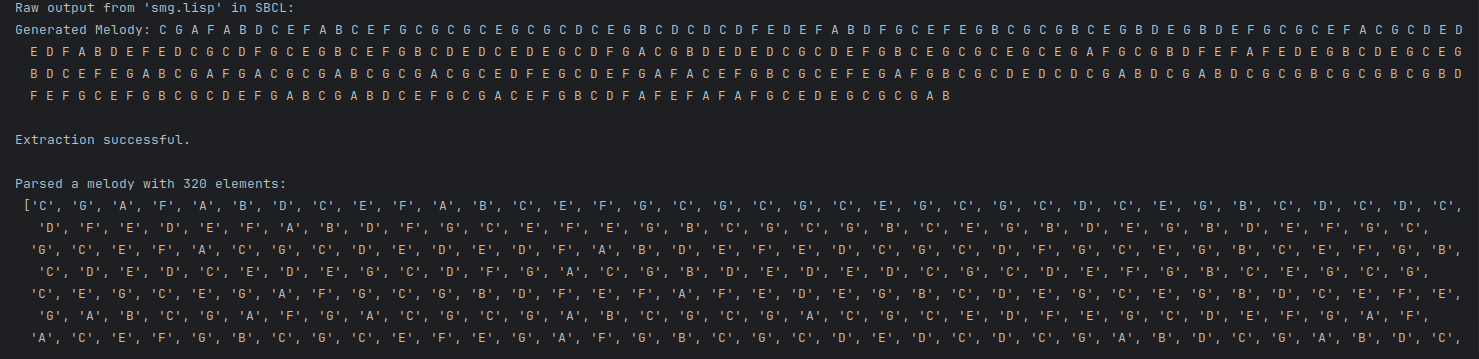 Raw output from 'smg.lisp' in SBCL:
Generated Melody: C G A F A B D C E F A B C E F G C G C G C E G C G C D C E G B C D C D C D F E D E F A B D F G C E F E G B C G C G B C E G B D E G B D E F G C G C E F A C G C D E D
E D F A B D E F E D C G C D F G C E G B C E F G B C D E D C E D E G C D F G A C G B D E D E D C G C D E F G B C E G C G C E G C E G A F G C G B D F E F A F E D E G B C D E G C E G
B D C E F E G A B C G A F G A C G C G A B C G C G A C G C E D F E G C D E F G A F A C E F G B C G C E F E G A F G B C G C D E D C D C G A B D C G A B D C G C G B C G C G B C G B D
F E F G C E F G B C G C D E F G A B C G A B D C E F G C G A C E F G B C D F A F E F A F A F G C E D E G C G C G A B
Extraction successful.
Parsed a melody with 320 elements:
['C', 'G', 'A', 'F', 'A', 'B', 'D', 'C', 'E', 'F', 'A', 'B', 'C', 'E', 'F', 'G', 'C', 'G', 'C', 'G', 'C', 'E', 'G', 'C', 'G', 'C', 'D', 'C', 'E', 'G', 'B', 'C', 'D', 'C', 'D', 'C',
'D', 'F', 'E', 'D', 'E', 'F', 'A', 'B', 'D', 'F', 'G', 'C', 'E', 'F', 'E', 'G', 'B', 'C', 'G', 'C', 'G', 'B', 'C', 'E', 'G', 'B', 'D', 'E', 'G', 'B', 'D', 'E', 'F', 'G', 'C',
'G', 'C', 'E', 'F', 'A', 'C', 'G', 'C', 'D', 'E', 'D', 'E', 'D', 'F', 'A', 'B', 'D', 'E', 'F', 'E', 'D', 'C', 'G', 'C', 'D', 'F', 'G', 'C', 'E', 'G', 'B', 'C', 'E', 'F', 'G', 'B',
'C', 'D', 'E', 'D', 'C', 'E', 'D', 'E', 'G', 'C', 'D', 'F', 'G', 'A', 'C', 'G', 'B', 'D', 'E', 'D', 'E', 'D', 'C', 'G', 'C', 'D', 'E', 'F', 'G', 'B', 'C', 'E', 'G', 'C', 'G',
'C', 'E', 'G', 'C', 'E', 'G', 'A', 'F', 'G', 'C', 'G', 'B', 'D', 'F', 'E', 'F', 'A', 'F', 'E', 'D', 'E', 'G', 'B', 'C', 'D', 'E', 'G', 'C', 'E', 'G', 'B', 'D', 'C', 'E', 'F', 'E',
'G', 'A', 'B', 'C', 'G', 'A', 'F', 'G', 'A', 'C', 'G', 'C', 'G', 'A', 'B', 'C', 'G', 'C', 'G', 'A', 'C', 'G', 'C', 'E', 'D', 'F', 'E', 'G', 'C', 'D', 'E', 'F', 'G', 'A', 'F',
'A', 'C', 'E', 'F', 'G', 'B', 'C', 'G', 'C', 'E', 'F', 'E', 'G', 'A', 'F', 'G', 'B', 'C', 'G', 'C', 'D', 'E', 'D', 'C', 'D', 'C', 'G', 'A', 'B', 'D', 'C', 'G', 'A', 'B', 'D', 'C',